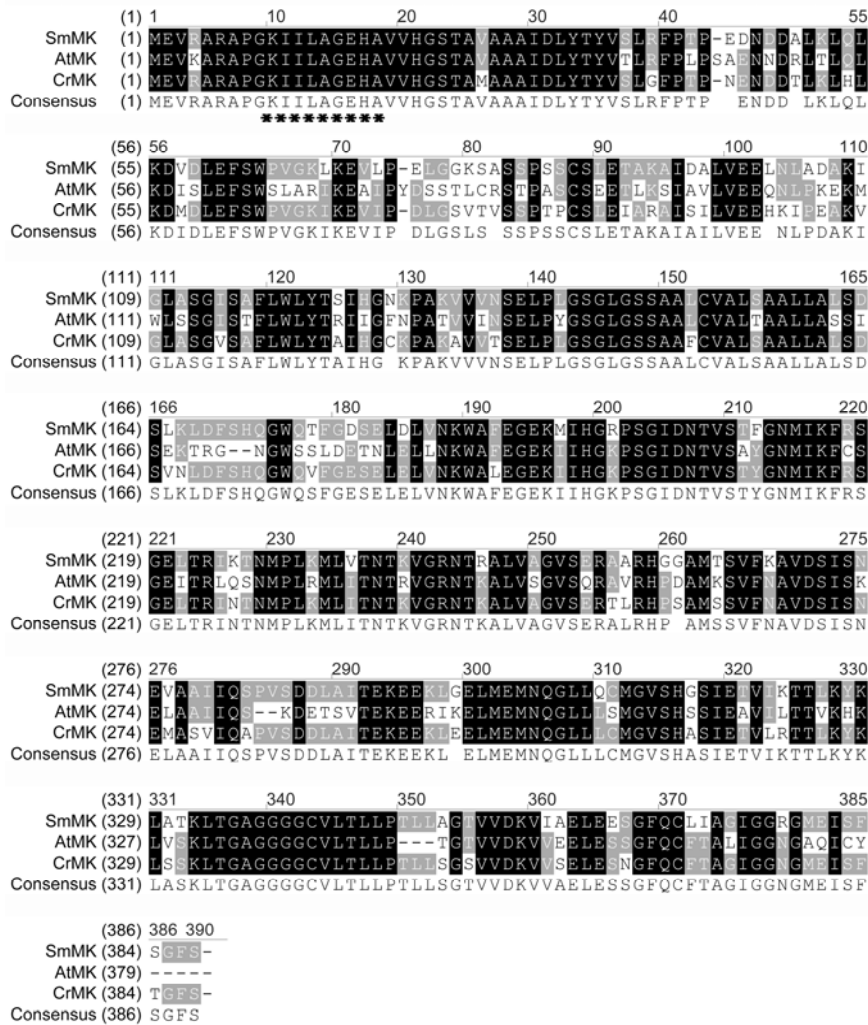 (1) 1 10 20 30 40 55
SmMK (1) MEVRARAPGKIILAGEHAVVHGSTAVAAAIDLYTYVSLRFPTP-EDNDDALKLQL
AtMK (1) MEVKARAPGKIILAGEHAVVHGSTAVAAAIDLYTYVTLRFPLPSAENNDRLTLQL
CrMK (1) MEVRARAPGKIILAGEHAVVHGSTAMAAAIDLYTYVSLGFPTP-NENDDTLKLHL
Consensus (1) MEVRARAPGKIILAGEHAVVHGSTAVAAAIDLYTYVSLRFPTP ENDD LKLQL
*********
(56) 56 70 80 90 100 110
SmMK (55) KDVDLEFSWPVGKLKEVLP-ELGGKSASSPSSCSLETAKAIDALVEELNLADAKI
AtMK (56) KDISLEFSWSLARIKEAIPYDSSTLCRSTPASCSEETLKSIAVLVEEQNLPKEKM
CrMK (55) KDMDLEFSWPVGKIKEVIP-DLGSVTVSSPTPCSLEIARAISILVEEHKIPEAKV
Consensus (56) KDIDLEFSWPVGKIKEVIP DLGSLS SSPSSCSLETAKAIAILVEE NLPDAKI
(111) 111 120 130 140 150 165
SmMK (109) GLASGISAFLWLYTSIHGNKPAKVVVNSELPLGSGLGSSAALCVALSAALLALSD
AtMK (111) WLSSGISTFLWLYTRIIGFNPATVVINSELPYGSGLGSSAALCVALTAALLASSI
CrMK (109) GLASGVSAFLWLYTAIHGCKPAKAVVTSELPLGSGLGSSAAFCVALSAALLALSD
Consensus (111) GLASGISAFLWLYTAIHG KPAKVVVNSELPLGSGLGSSAALCVALSAALLALSD
(166) 166 180 190 200 210 220
SmMK (164) SLKLDFSHQGWQTFGDSELDLVNKWAFEGEKMIHGRPSGIDNTVSTFGNMIKFRS
AtMK (166) SEKTRG--NGWSSLDETNLELLNKWAFEGEKIIHGKPSGIDNTVSAYGNMIKFCS
CrMK (164) SVNLDFSHQGWQVFGESELELVNKWALEGEKIIHGKPSGIDNTVSTYGNMIKFRS
Consensus (166) SLKLDFSHQGWQSFGESELELVNKWAFEGEKIIHGKPSGIDNTVSTYGNMIKFRS
(221) 221 230 240 250 260 275
SmMK (219) GELTRIKTNMPLKMLVTNTKVGRNTRALVAGVSERAARHGGAMTSVFKAVDSISN
AtMK (219) GEITRLQSNMPLRMLITNTRVGRNTKALVSGVSQRAVRHPDAMKSVFNAVDSISK
CrMK (219) GELTRINTNMPLKMLITNTKVGRNTKALVAGVSERTLRHPSAMSSVFNAVDSISN
Consensus (221) GELTRINTNMPLKMLITNTKVGRNTKALVAGVSERALRHP AMSSVFNAVDSISN
(276) 276 290 300 310 320 330
SmMK (274) EVAAIIQSPVSDDLAITEKEEKLGELMEMNQGLLQCMGVSHGSIETVIKTTLKYK
AtMK (274) ELAAIIQS--KDETSVTEKEERIKELMEMNQGLLLSMGVSHSSIEAVILTTVKHK
CrMK (274) EMASVIQAPVSDDLAITEKEEKLEELMEMNQGLLLCMGVSHASIETVLRTTLKYK
Consensus (276) ELAAIIQSPVSDDLAITEKEEKL ELMEMNQGLLLCMGVSHASIETVIKTTLKYK
(331) 331 340 350 360 370 385
SmMK (329) LATKLTGAGGGGCVLTLLPTLLAGTVVDKVIAELEESGFQCLIAGIGGRGMEISF
AtMK (327) LVSKLTGAGGGGCVLTLLP---TGTVVDKVVEELESSGFQCFTALIGGNGAQICY
CrMK (329) LSSKLTGAGGGGCVLTLLPTLLSGSVVDKVVSELESNGFQCFTAGIGGNGMEISF
Consensus (331) LASKLTGAGGGGCVLTLLPTLLSGTVVDKVVAELESSGFQCFTAGIGGNGMEISF
(386) 386 390
SmMK (384) SGFS-
AtMK (379) -----
CrMK (384) TGFS-
Consensus (386) SGFS